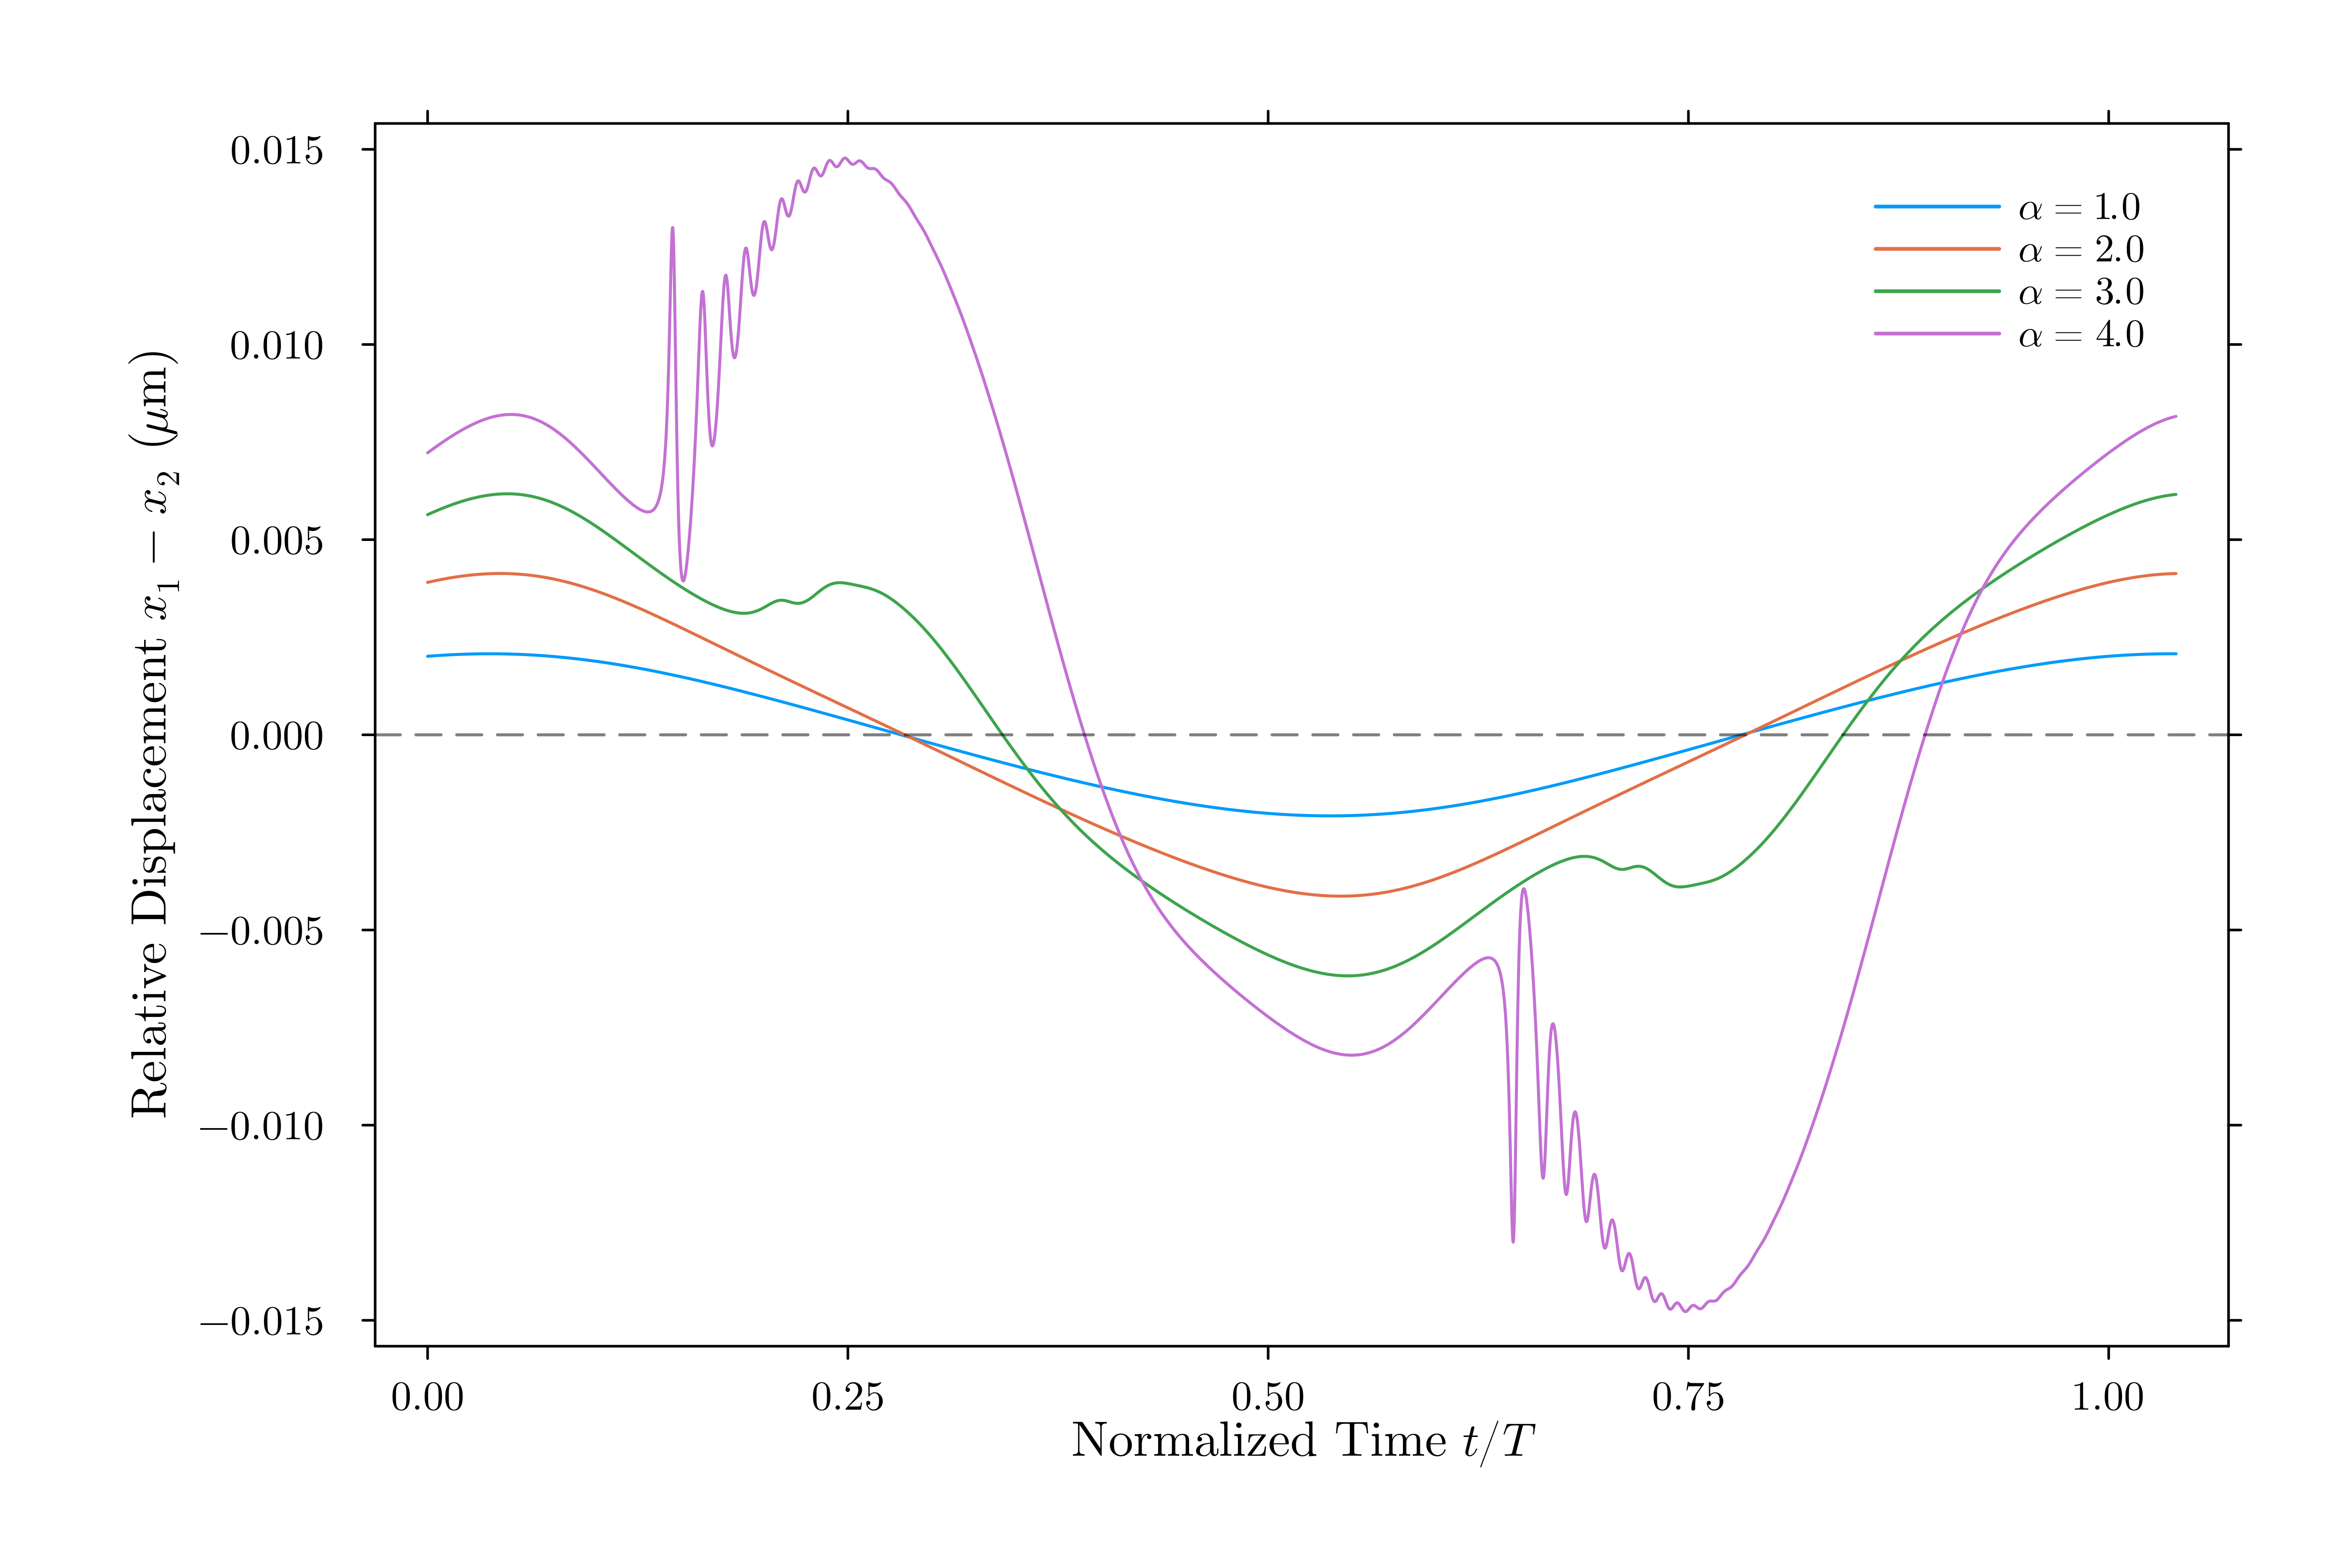 Relative Displacement x₁ − x₂ (μm)
0.015
0.010
0.005
0.000
−0.005
−0.010
−0.015
α = 1.0
α = 2.0
α = 3.0
α = 4.0
0.00 0.25 0.50 0.75 1.00
Normalized Time t/T